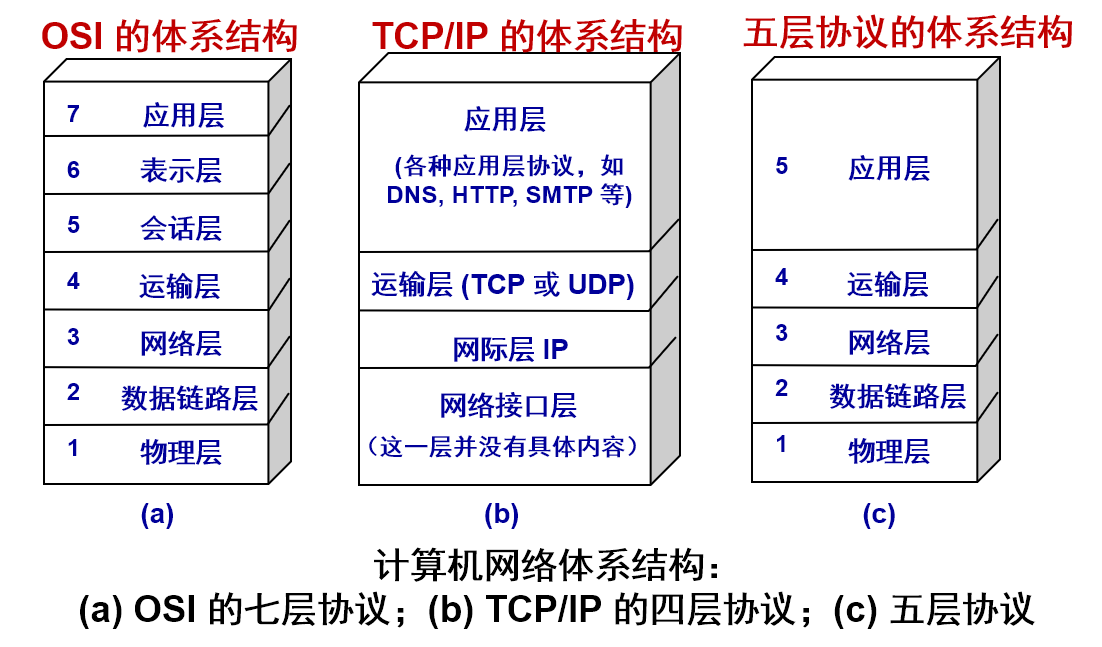 OSI 的体系结构
7 应用层
6 表示层
5 会话层
4 运输层
3 网络层
2 数据链路层
1 物理层
(a)
TCP/IP 的体系结构
应用层
(各种应用层协议，如
DNS, HTTP, SMTP 等)
运输层 (TCP 或 UDP)
网际层 IP
网络接口层
（这一层并没有具体内容）
(b)
五层协议的体系结构
5 应用层
4 运输层
3 网络层
2 数据链路层
1 物理层
(c)
计算机网络体系结构：
(a) OSI 的七层协议；(b) TCP/IP 的四层协议；(c) 五层协议